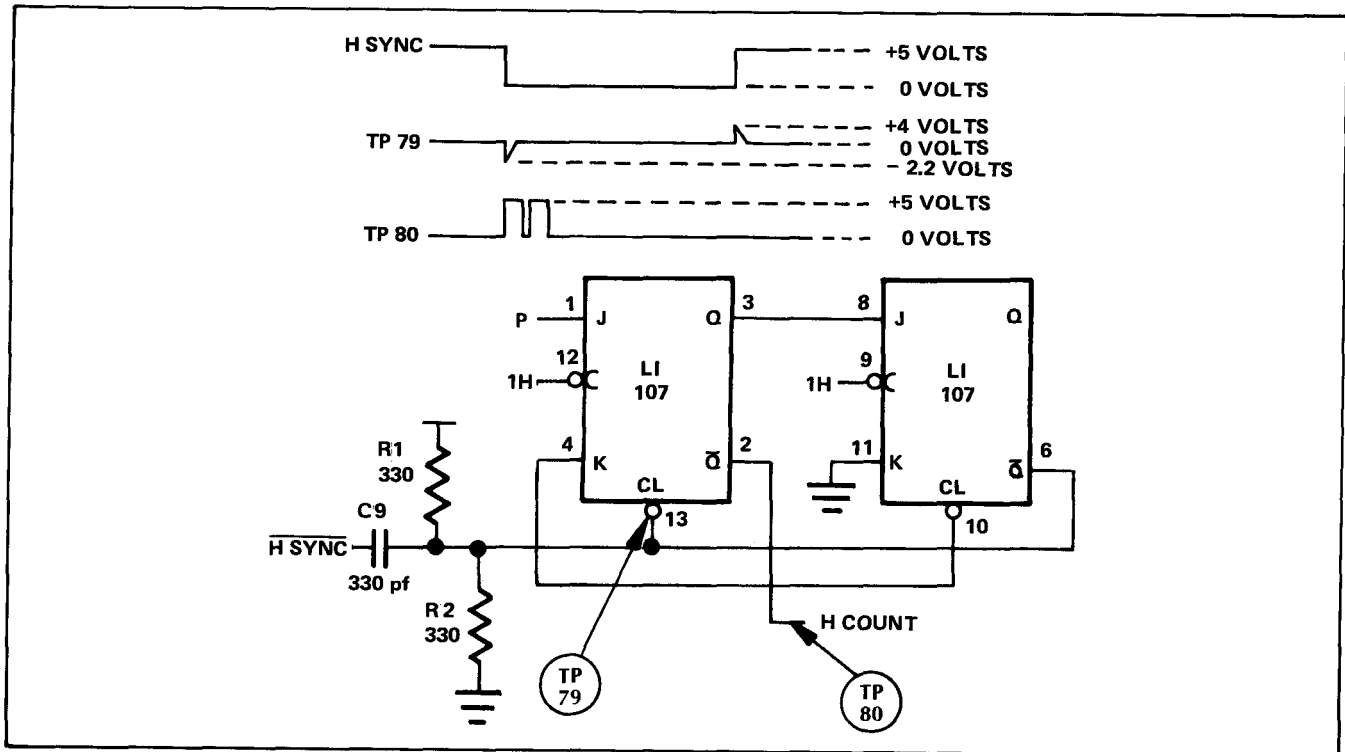 H SYNC
+5 VOLTS
0 VOLTS
TP 79
+4 VOLTS
0 VOLTS
- 2.2 VOLTS
TP 80
+5 VOLTS
0 VOLTS
1
P
J
Q
3
8
J
Q
12
1H
LI
107
9
1H
LI
107
R1
330
4
K
Q̅
2
11
K
Q̅
6
CL
13
CL
10
C9
H SYNC
330 pf
R2
330
H COUNT
TP
79
TP
80